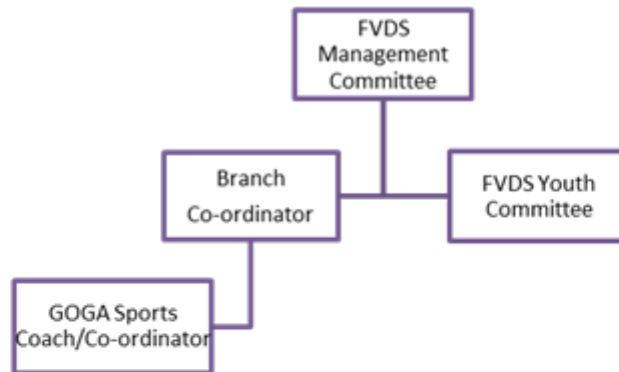 FVDS
Management
Committee
Branch
Co-ordinator
FVDS Youth
Committee
GOGA Sports
Coach/Co-ordinator